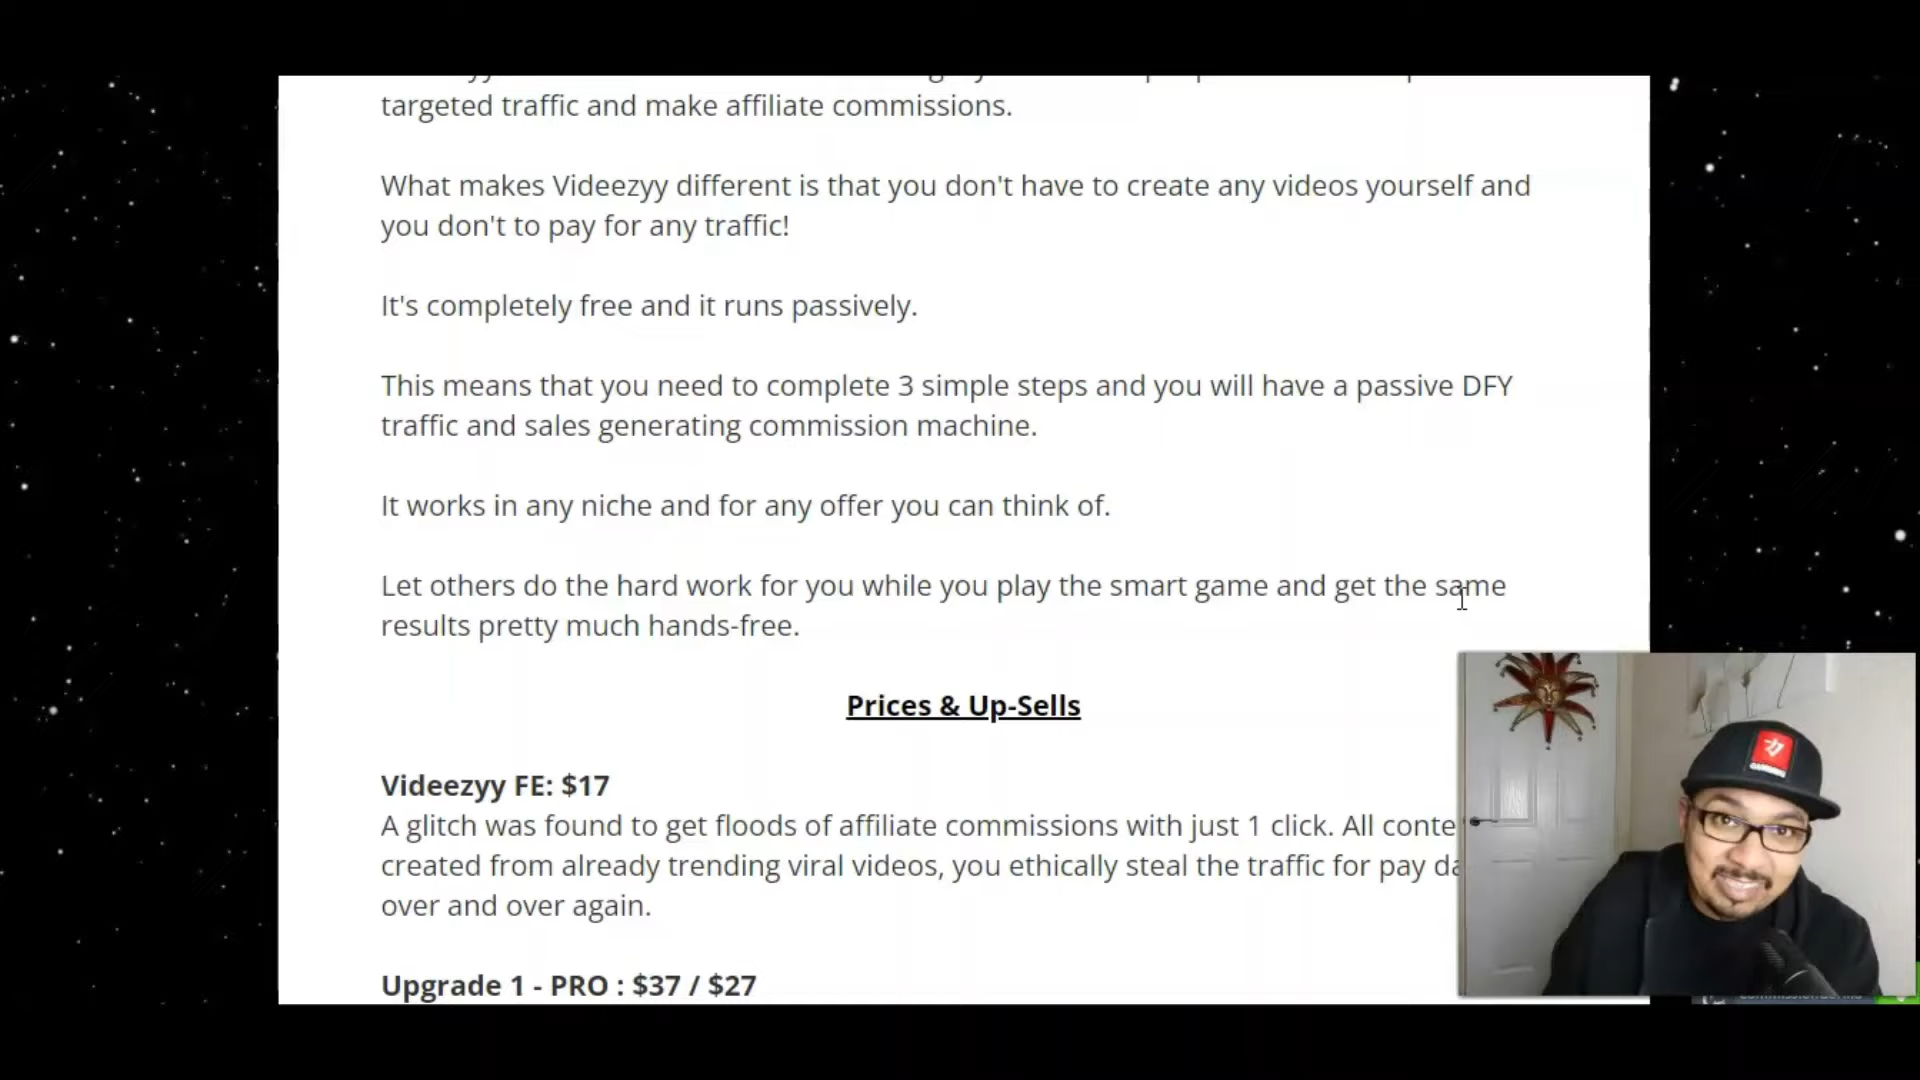 targeted traffic and make affiliate commissions.
What makes Videezyy different is that you don't have to create any videos yourself and
you don't to pay for any traffic!
It's completely free and it runs passively.
This means that you need to complete 3 simple steps and you will have a passive DFY
traffic and sales generating commission machine.
It works in any niche and for any offer you can think of.
Let others do the hard work for you while you play the smart game and get the same
results pretty much hands-free.
Prices & Up-Sells
Videezyy FE: $17
A glitch was found to get floods of affiliate commissions with just 1 click. All conte
created from already trending viral videos, you ethically steal the traffic for pay da
over and over again.
Upgrade 1 - PRO : $37 / $27